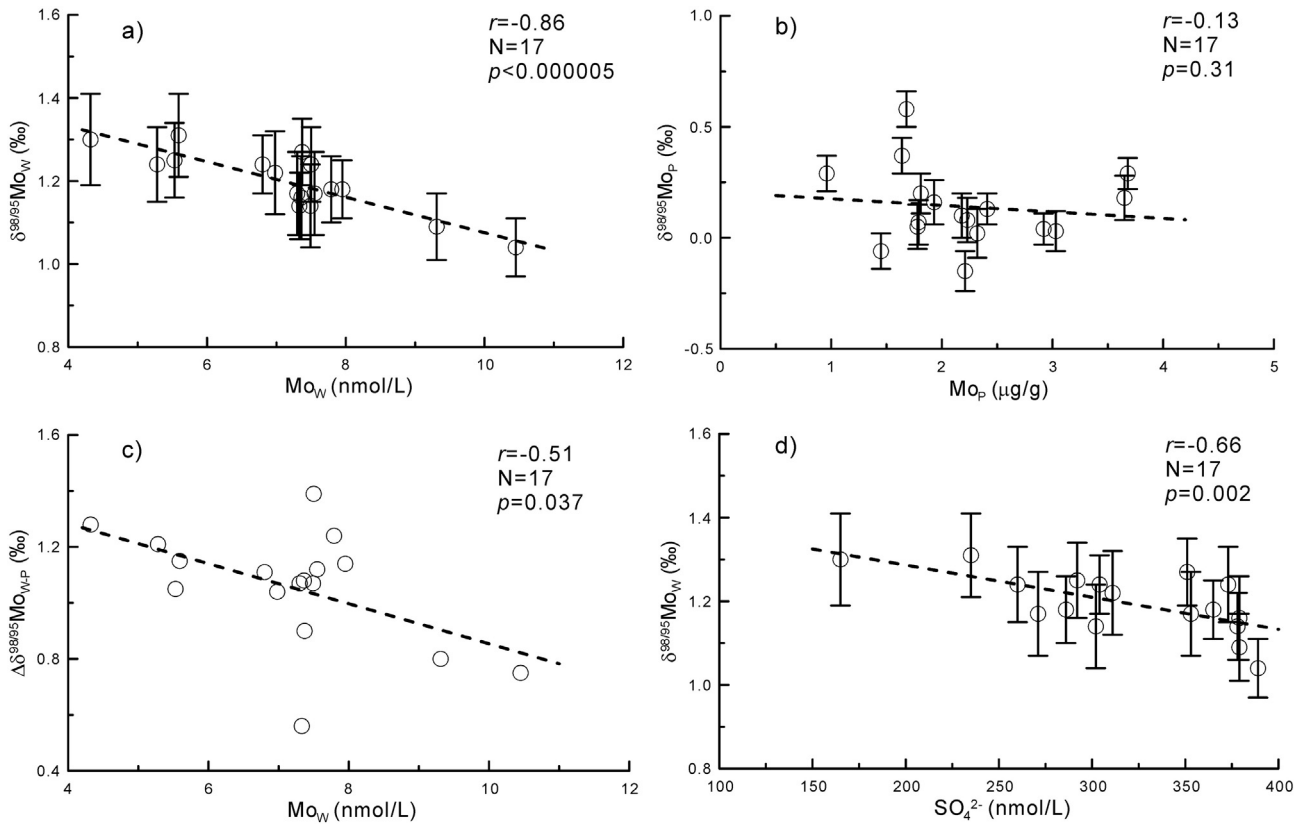 a)
r=-0.86
N=17
p<0.000005
δ98/95MoW (‰)
1.6
1.4
1.2
1.0
0.8
4 6 8 10 12
MoW (nmol/L)
b)
r=-0.13
N=17
p=0.31
δ98/95MoP (‰)
1.0
0.5
0.0
-0.5
0 1 2 3 4 5
MoP (μg/g)
c)
r=-0.51
N=17
p=0.037
Δδ98/95MoW-P (‰)
1.6
1.2
0.8
0.4
4 6 8 10 12
MoW (nmol/L)
d)
r=-0.66
N=17
p=0.002
δ98/95MoW (‰)
1.6
1.4
1.2
1.0
0.8
100 150 200 250 300 350 400
SO42- (nmol/L)